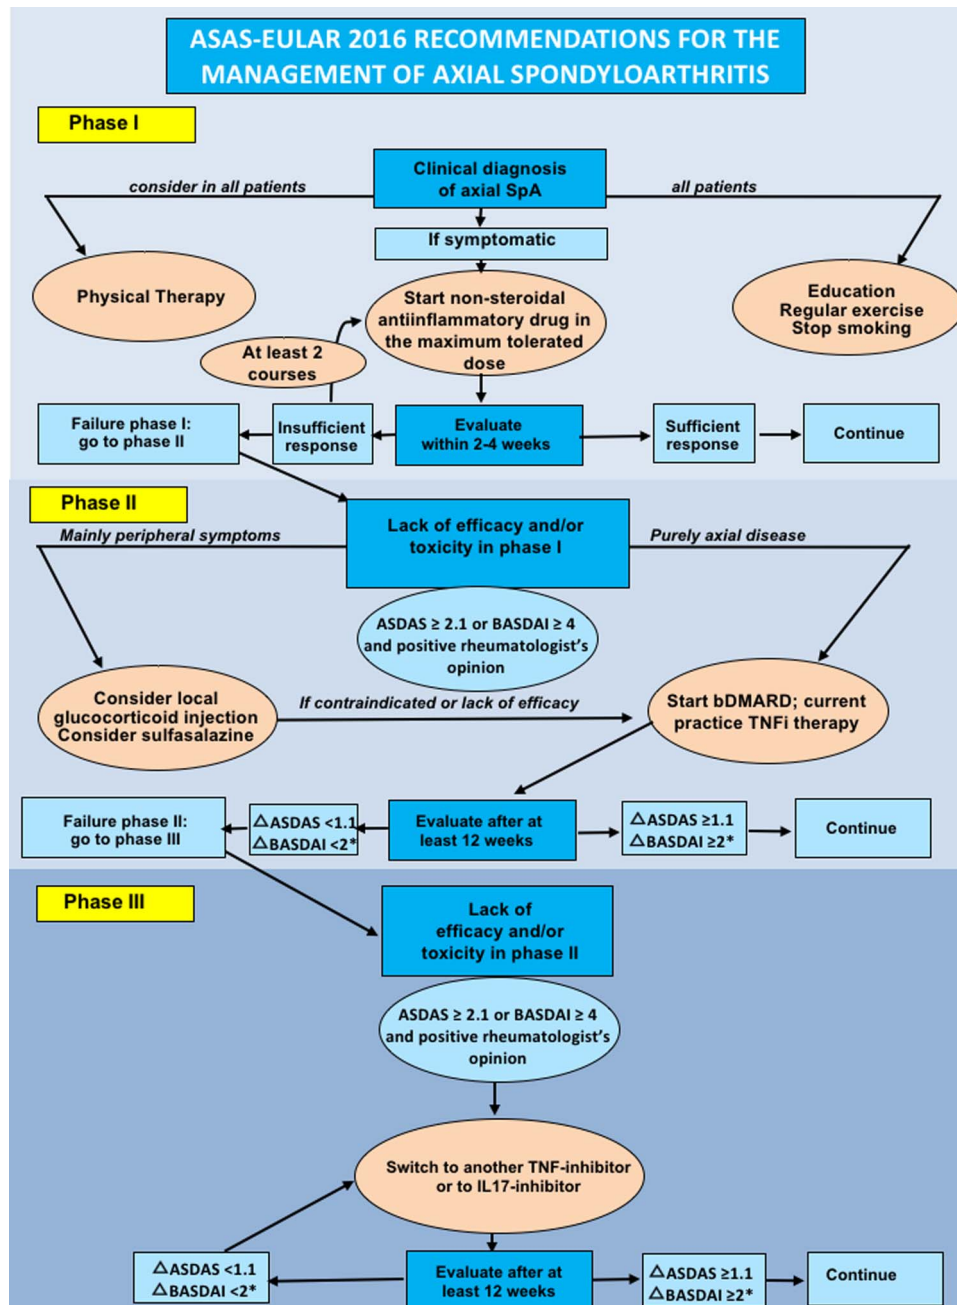 ASAS-EULAR 2016 RECOMMENDATIONS FOR THE
MANAGEMENT OF AXIAL SPONDYLOARTHRITIS
Phase I
Clinical diagnosis
of axial SpA
consider in all patients
all patients
If symptomatic
Physical Therapy
Start non-steroidal
antiinflammatory drug in
the maximum tolerated
dose
Education
Regular exercise
Stop smoking
At least 2
courses
Failure phase I:
go to phase II
Insufficient
response
Evaluate
within 2-4 weeks
Sufficient
response
Continue
Phase II
Lack of efficacy and/or
toxicity in phase I
Mainly peripheral symptoms
Purely axial disease
ASDAS ≥ 2.1 or BASDAI ≥ 4
and positive rheumatologist's
opinion
Consider local
glucocorticoid injection
Consider sulfasalazine
If contraindicated or lack of efficacy
Start bDMARD; current
practice TNFi therapy
Failure phase II:
go to phase III
△ASDAS <1.1
△BASDAI <2*
Evaluate after at
least 12 weeks
△ASDAS ≥1.1
△BASDAI ≥2*
Continue
Phase III
Lack of
efficacy and/or
toxicity in phase II
ASDAS ≥ 2.1 or BASDAI ≥ 4
and positive rheumatologist's
opinion
Switch to another TNF-inhibitor
or to IL17-inhibitor
△ASDAS <1.1
△BASDAI <2*
Evaluate after at
least 12 weeks
△ASDAS ≥1.1
△BASDAI ≥2*
Continue